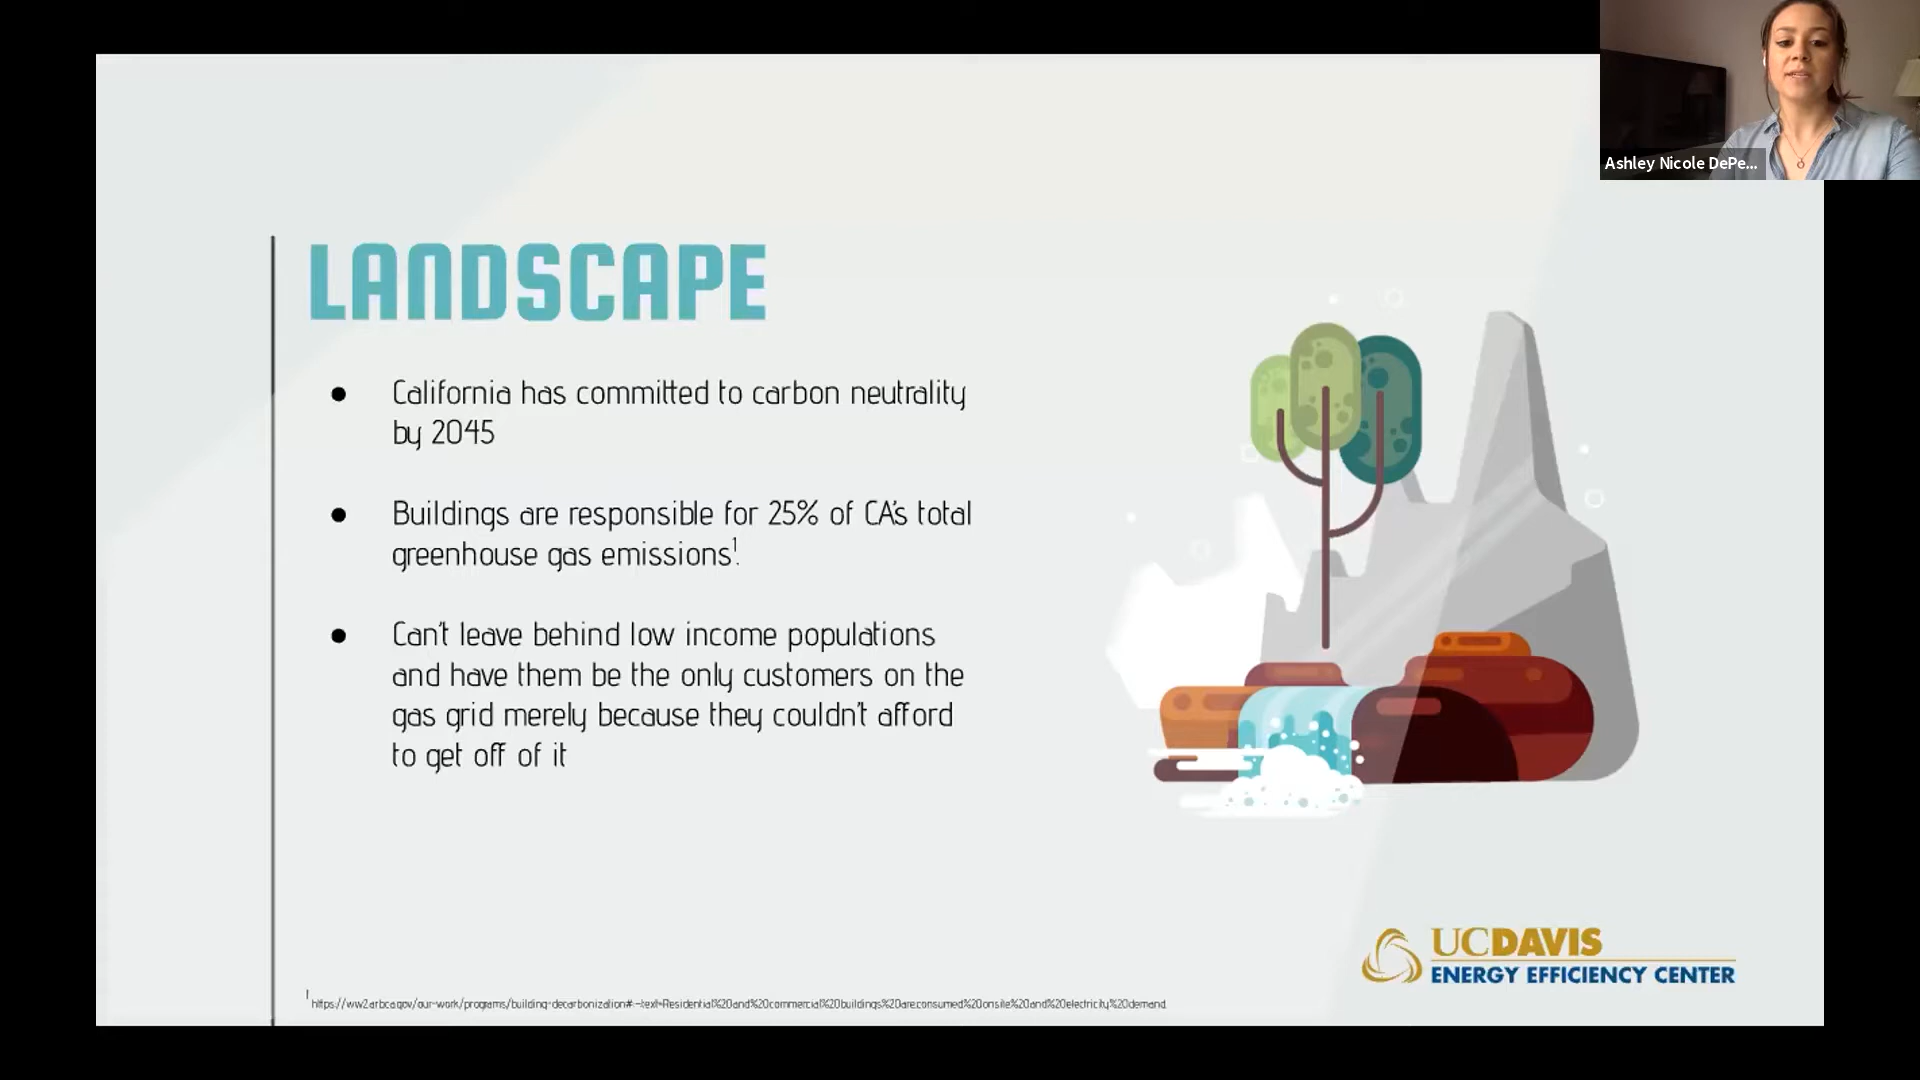 Ashley Nicole DePe...
LANDSCAPE
● California has committed to carbon neutrality
by 2045
● Buildings are responsible for 25% of CA's total
greenhouse gas emissions¹.
● Can't leave behind low income populations
and have them be the only customers on the
gas grid merely because they couldn't afford
to get off of it
UCDAVIS
ENERGY EFFICIENCY CENTER
¹ https://ww2.arb.ca.gov/our-work/programs/building-decarbonization#:~:text=Residential%20and%20commercial%20buildings%20are,consumed%20onsite%20and%20electricity%20demand.